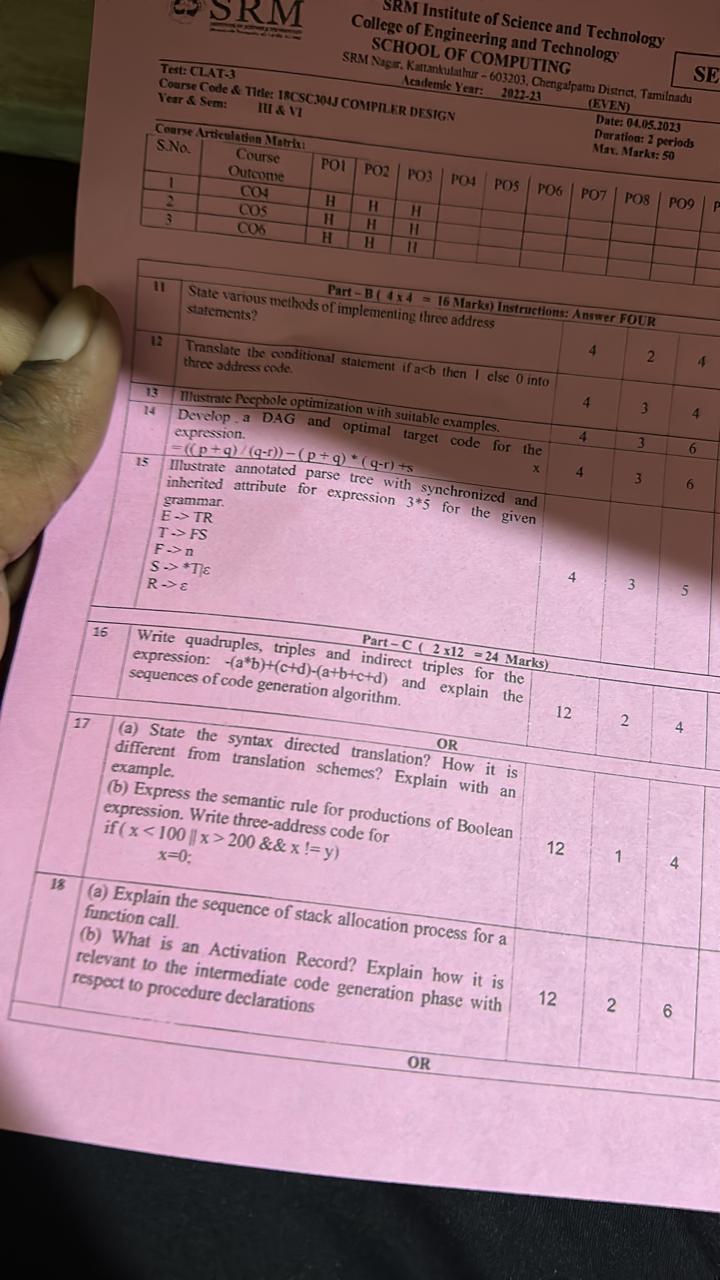 SRM
SRM Institute of Science and Technology
College of Engineering and Technology
SCHOOL OF COMPUTING
SRM Nagar, Kattankulathur – 603203, Chengalpattu District, Tamilnadu
Academic Year: 2022-23 (EVEN)
SE
Test: CLAT-3
Date: 04.05.2023
Course Code & Title: 18CSC304J COMPILER DESIGN
Duration: 2 periods
Year & Sem: III & VI
Max. Marks: 50
Course Articulation Matrix:
S.No. Course Outcome PO1 PO2 PO3 PO4 PO5 PO6 PO7 PO8 PO9 P
1 CO4 H H H
2 CO5 H H H
3 CO6 H H H
Part – B ( 4 x 4 = 16 Marks) Instructions: Answer FOUR
11 State various methods of implementing three address
statements? 4 2 4
12 Translate the conditional statement if a<b then 1 else 0 into
three address code. 4 3 4
13 Illustrate Peephole optimization with suitable examples. 4 3 6
14 Develop a DAG and optimal target code for the
expression. x
=((p+q)/(q-r))–(p+q)*(q-r)+s 4 3 6
15 Illustrate annotated parse tree with synchronized and
inherited attribute for expression 3*5 for the given
grammar.
E -> TR
T -> FS
F -> n
S -> *T|ε
R -> ε
4 3 5
Part – C ( 2 x12 = 24 Marks)
16 Write quadruples, triples and indirect triples for the
expression: -(a*b)+(c+d)-(a+b+c+d) and explain the
sequences of code generation algorithm. 12 2 4
OR
17 (a) State the syntax directed translation? How it is
different from translation schemes? Explain with an
example.
(b) Express the semantic rule for productions of Boolean
expression. Write three-address code for
if ( x < 100 || x > 200 && x != y)
x=0;
12 1 4
18 (a) Explain the sequence of stack allocation process for a
function call.
(b) What is an Activation Record? Explain how it is
relevant to the intermediate code generation phase with
respect to procedure declarations
12 2 6
OR